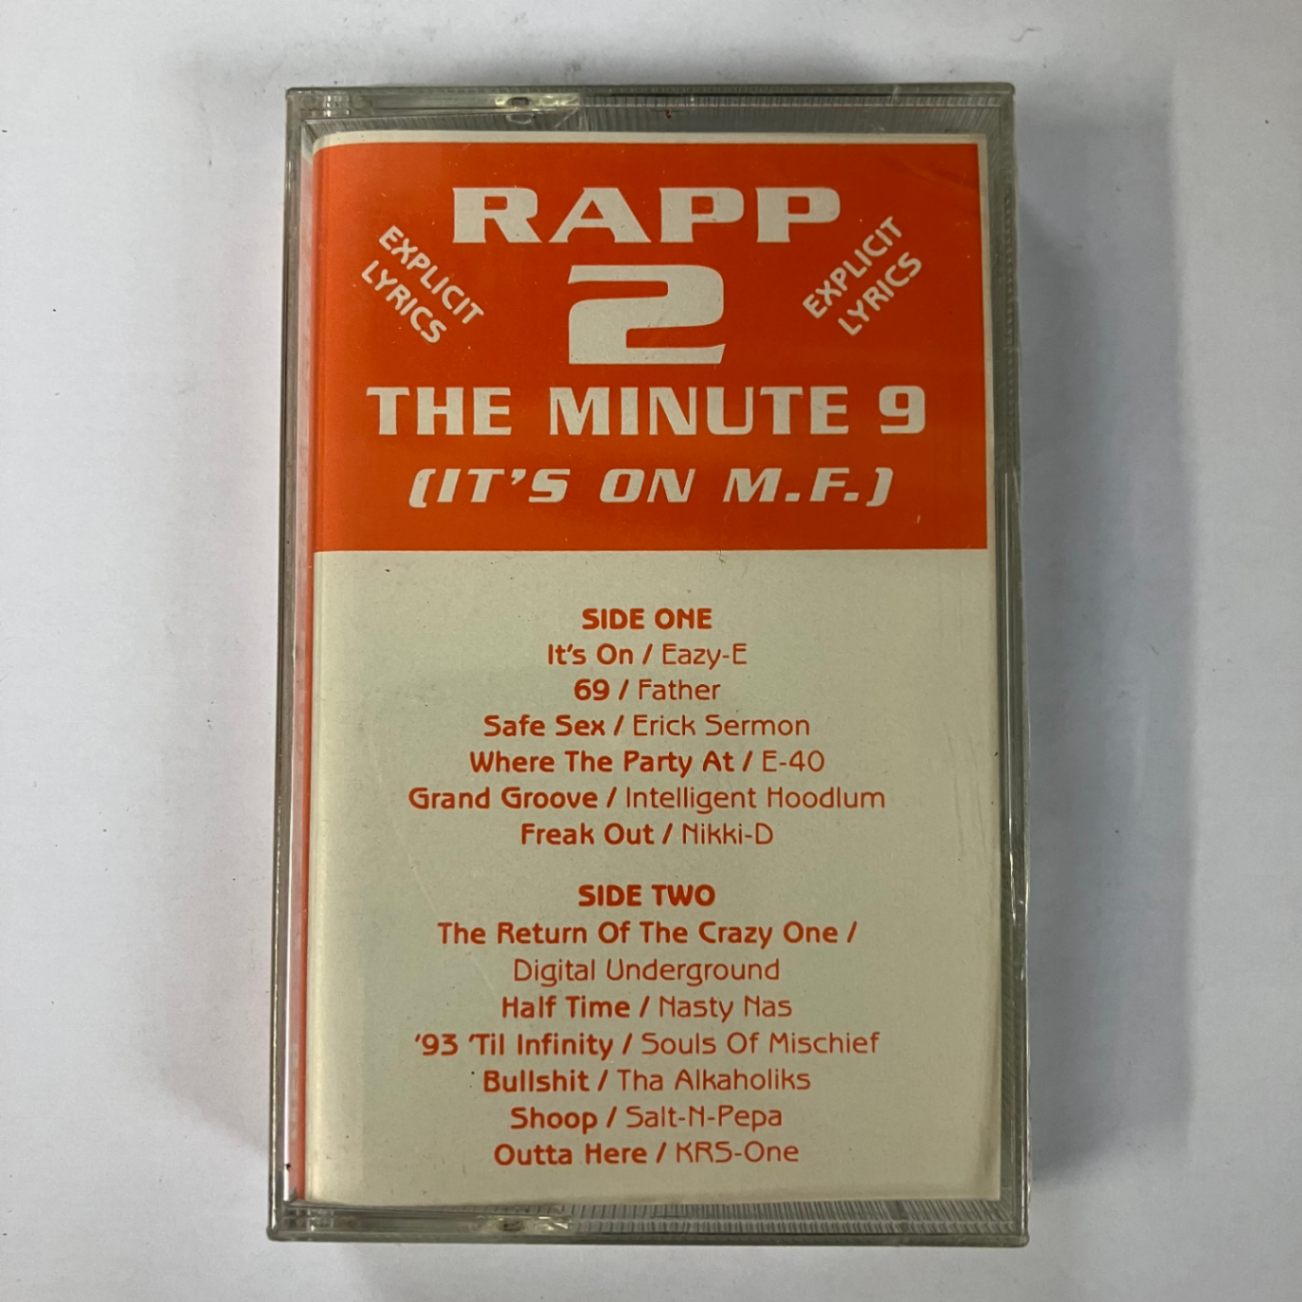 RAPP
EXPLICIT
LYRICS
EXPLICIT
LYRICS
2
THE MINUTE 9
(IT'S ON M.F.)
SIDE ONE
It's On / Eazy-E
69 / Father
Safe Sex / Erick Sermon
Where The Party At / E-40
Grand Groove / Intelligent Hoodlum
Freak Out / Nikki-D
SIDE TWO
The Return Of The Crazy One /
Digital Underground
Half Time / Nasty Nas
'93 'Til Infinity / Souls Of Mischief
Bullshit / Tha Alkaholiks
Shoop / Salt-N-Pepa
Outta Here / KRS-One